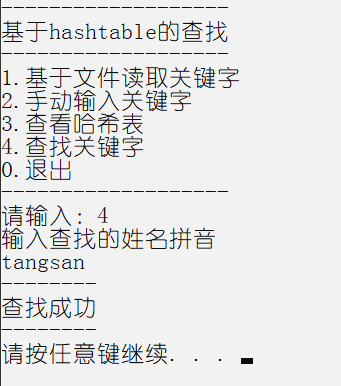 -------------------
基于hashtable的查找
-------------------
1.基于文件读取关键字
2.手动输入关键字
3.查看哈希表
4.查找关键字
0.退出
-------------------
请输入: 4
输入查找的姓名拼音
tangsan
--------
查找成功
--------
请按任意键继续. . .